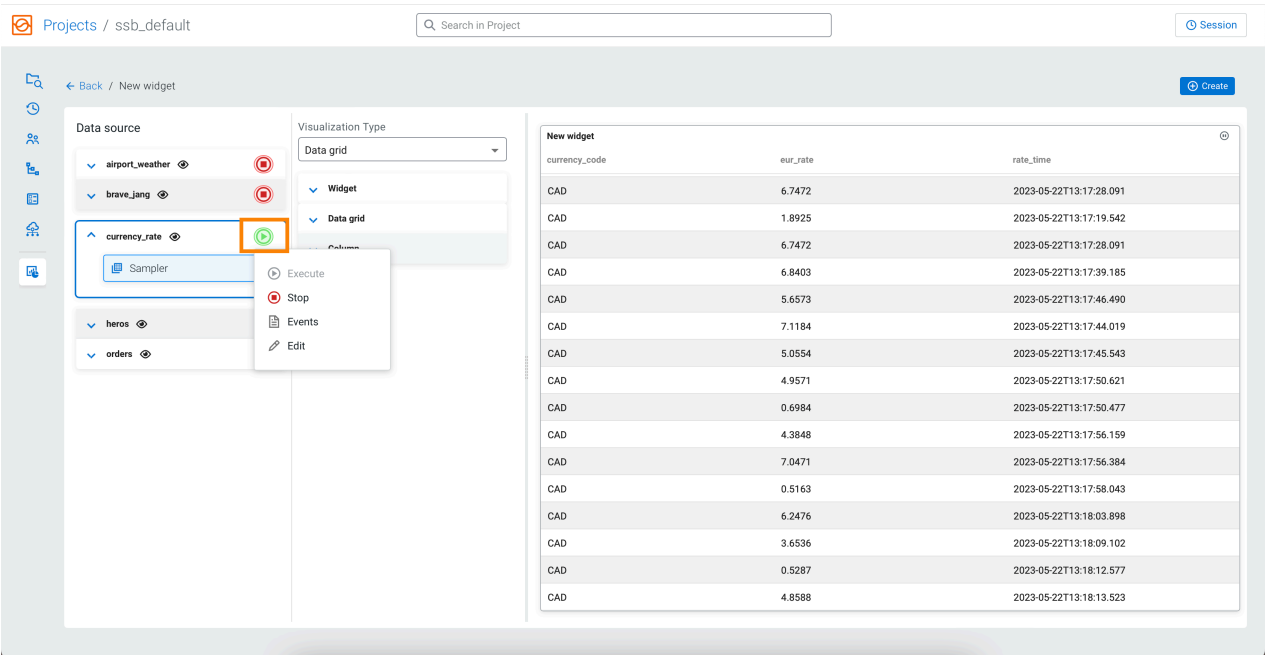 Projects / ssb_default
Search in Project
Session
Back / New widget
Create
Data source
airport_weather
brave_jang
currency_rate
Sampler
heros
orders
Execute
Stop
Events
Edit
Visualization Type
Data grid
Widget
Data grid
Column
New widget
currency_code eur_rate rate_time
CAD 6.7472 2023-05-22T13:17:28.091
CAD 1.8925 2023-05-22T13:17:19.542
CAD 6.7472 2023-05-22T13:17:28.091
CAD 6.8403 2023-05-22T13:17:39.185
CAD 5.6573 2023-05-22T13:17:46.490
CAD 7.1184 2023-05-22T13:17:44.019
CAD 5.0554 2023-05-22T13:17:45.543
CAD 4.9571 2023-05-22T13:17:50.621
CAD 0.6984 2023-05-22T13:17:50.477
CAD 4.3848 2023-05-22T13:17:56.159
CAD 7.0471 2023-05-22T13:17:56.384
CAD 0.5163 2023-05-22T13:17:58.043
CAD 6.2476 2023-05-22T13:18:03.898
CAD 3.6536 2023-05-22T13:18:09.102
CAD 0.5287 2023-05-22T13:18:12.577
CAD 4.8588 2023-05-22T13:18:13.523